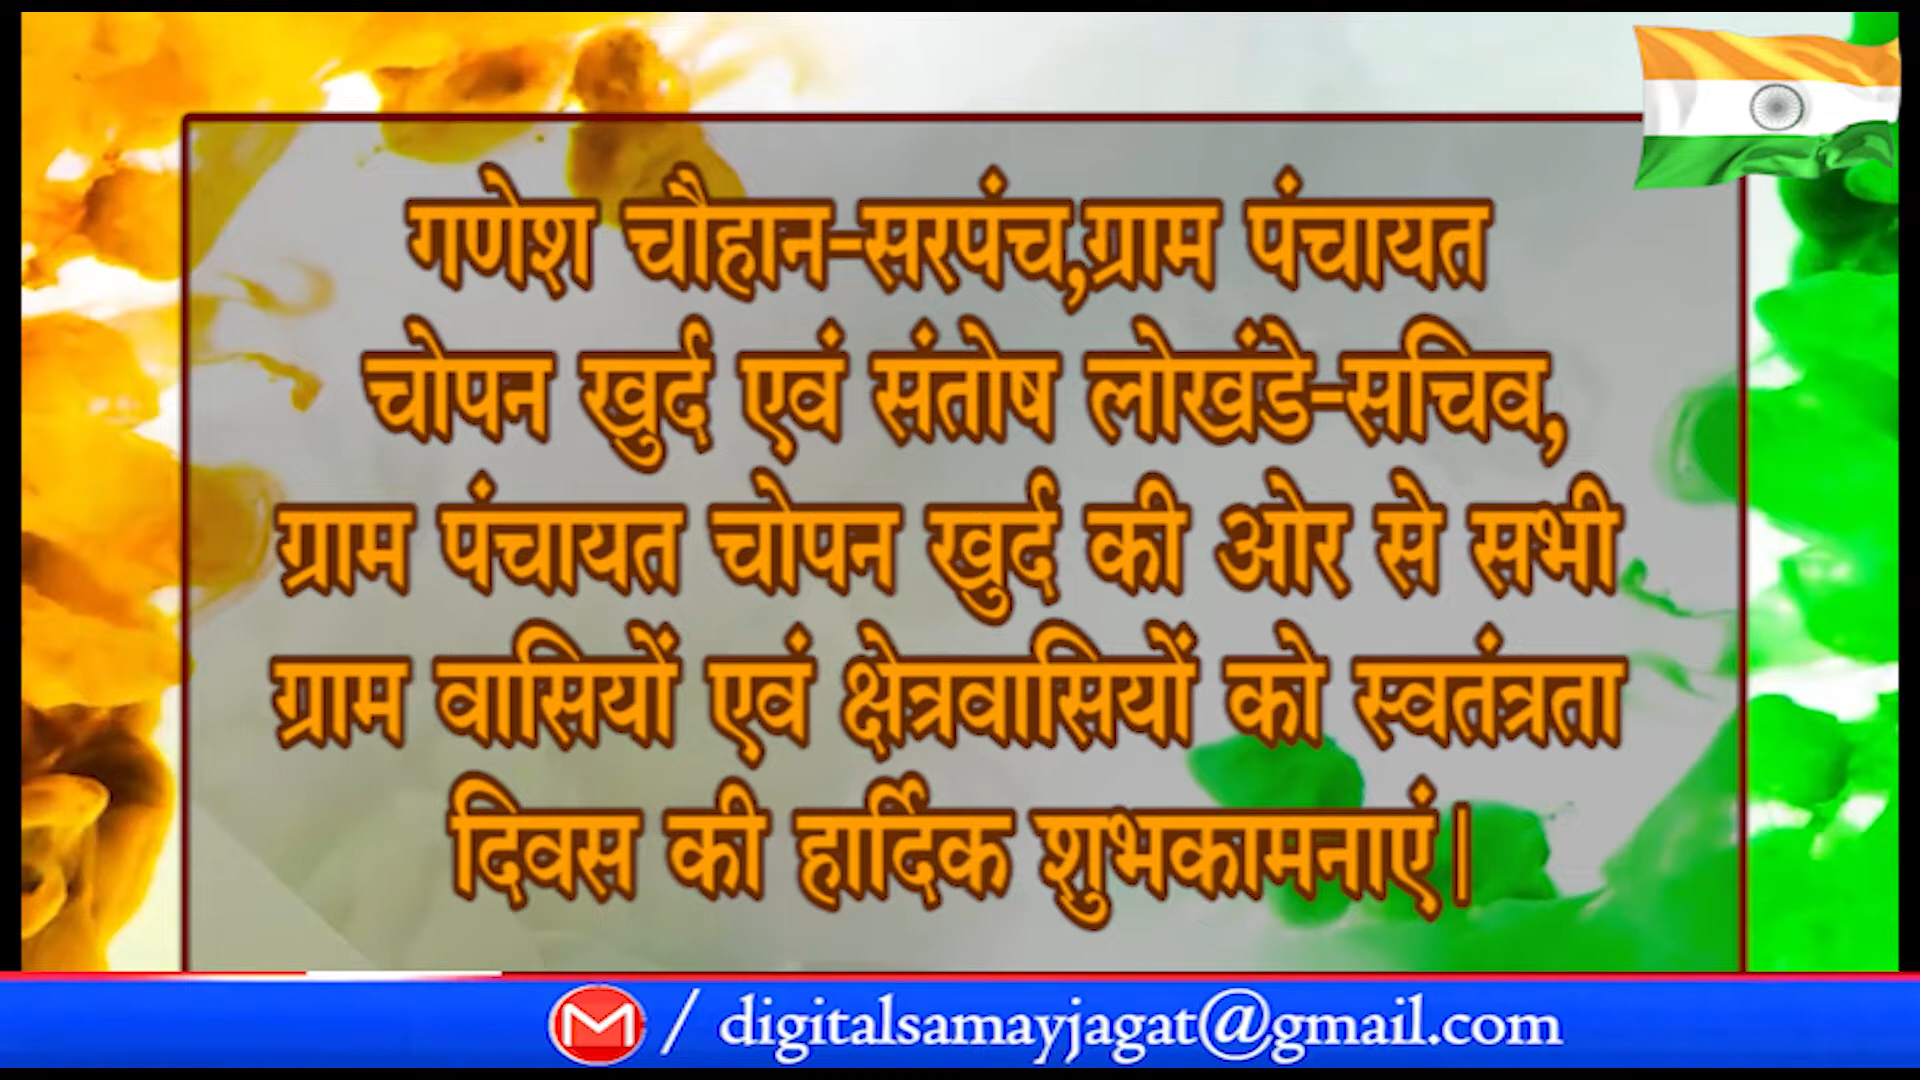 गणेश चौहान-सरपंच,ग्राम पंचायत
चोपन खुर्द एवं संतोष लोखंडे-सचिव,
ग्राम पंचायत चोपन खुर्द की ओर से सभी
ग्राम वासियों एवं क्षेत्रवासियों को स्वतंत्रता
दिवस की हार्दिक शुभकामनाएं।
/ digitalsamayjagat@gmail.com